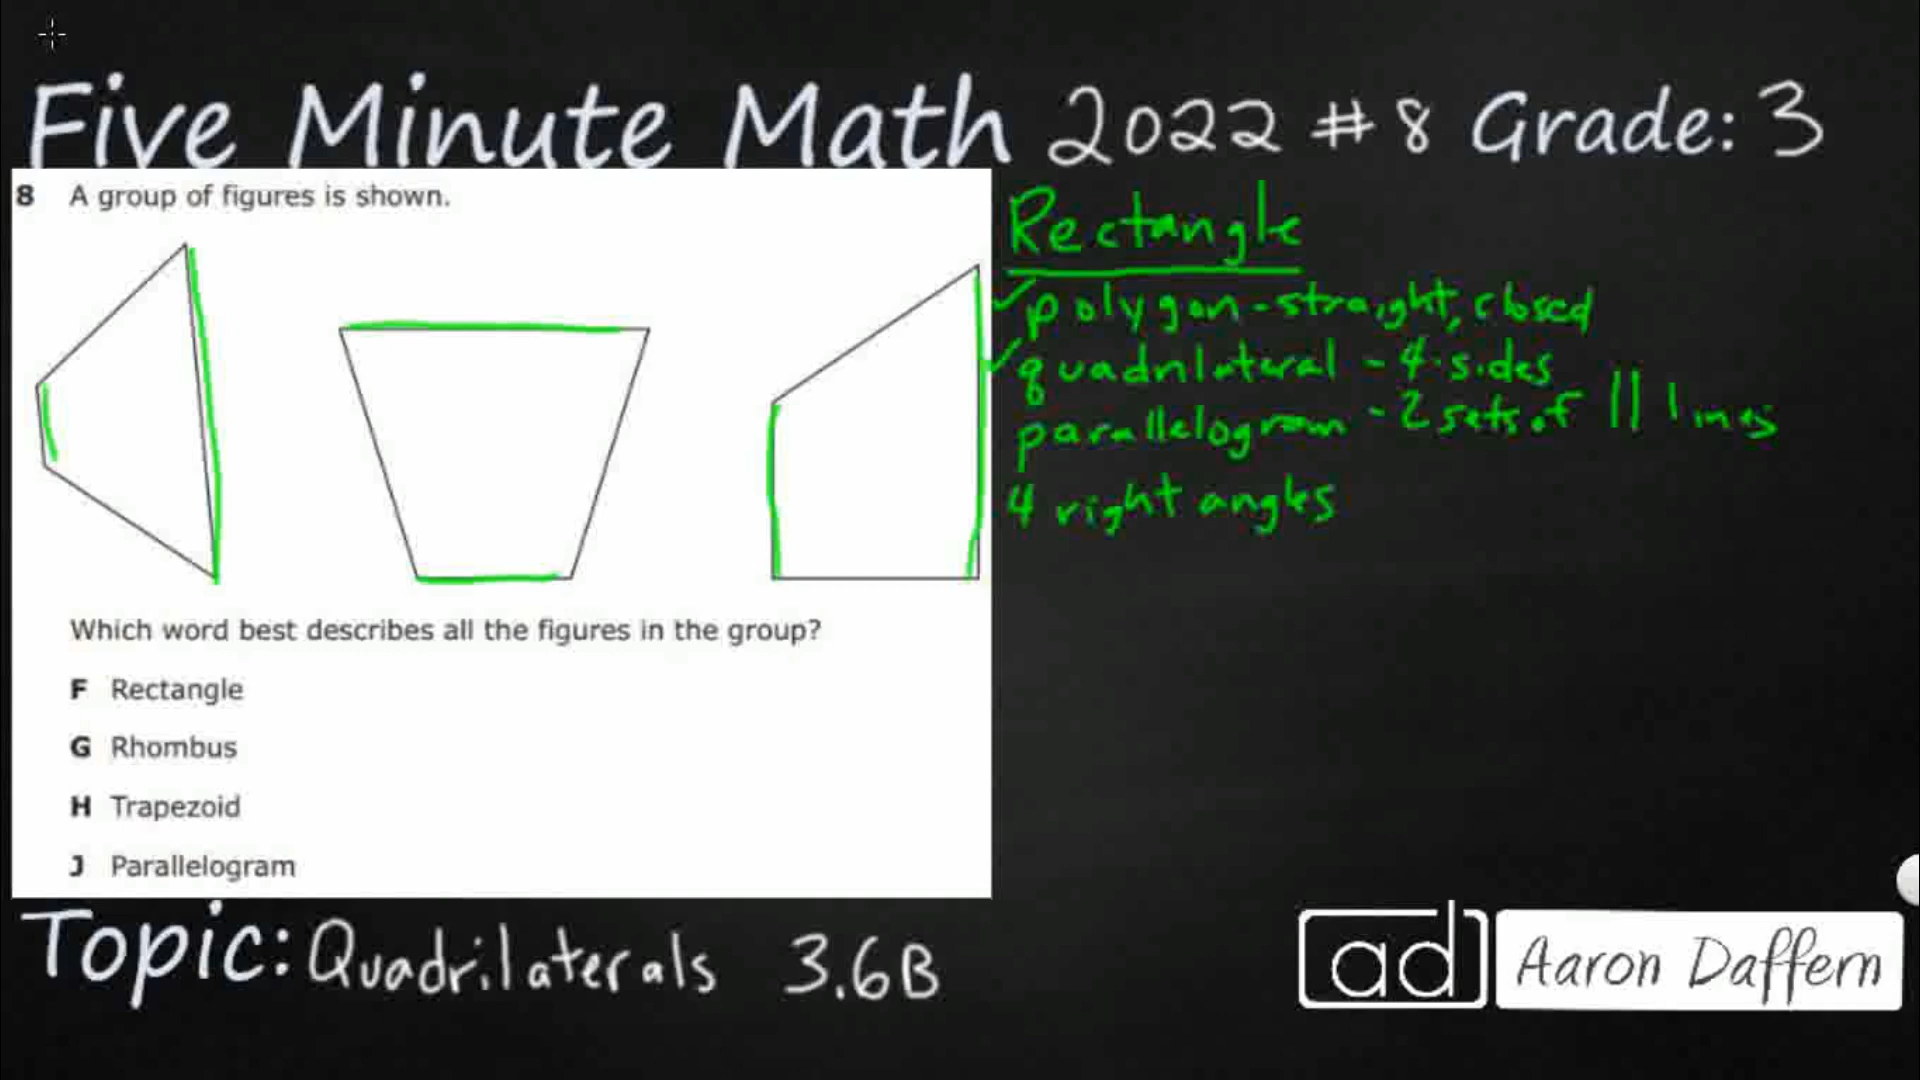 Five Minute Math 2022 #8 Grade: 3
8 A group of figures is shown.
Rectangle
✓ polygon - straight, closed
✓ quadrilateral - 4 sides
parallelogram - 2 sets of || lines
4 right angles
Which word best describes all the figures in the group?
F Rectangle
G Rhombus
H Trapezoid
J Parallelogram
Topic: Quadrilaterals 3.6B
ad Aaron Daffern